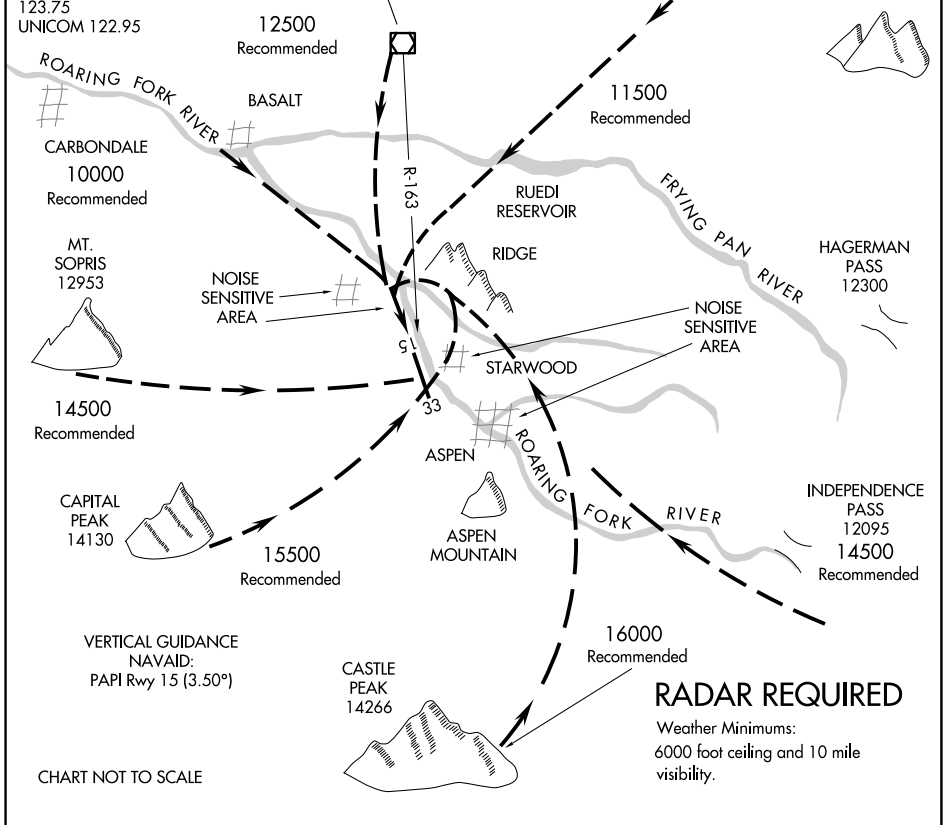 123.75
UNICOM 122.95
12500
Recommended
ROARING FORK RIVER
BASALT
11500
Recommended
CARBONDALE
10000
Recommended
R-163
RUEDI
RESERVOIR
FRYING PAN RIVER
MT.
SOPRIS
12953
NOISE
SENSITIVE
AREA
RIDGE
HAGERMAN
PASS
12300
NOISE
SENSITIVE
AREA
15
STARWOOD
33
14500
Recommended
ASPEN
ROARING FORK RIVER
CAPITAL
PEAK
14130
15500
Recommended
ASPEN
MOUNTAIN
INDEPENDENCE
PASS
12095
14500
Recommended
VERTICAL GUIDANCE
NAVAID:
PAPI Rwy 15 (3.50°)
CASTLE
PEAK
14266
16000
Recommended
RADAR REQUIRED
Weather Minimums:
6000 foot ceiling and 10 mile
visibility.
CHART NOT TO SCALE